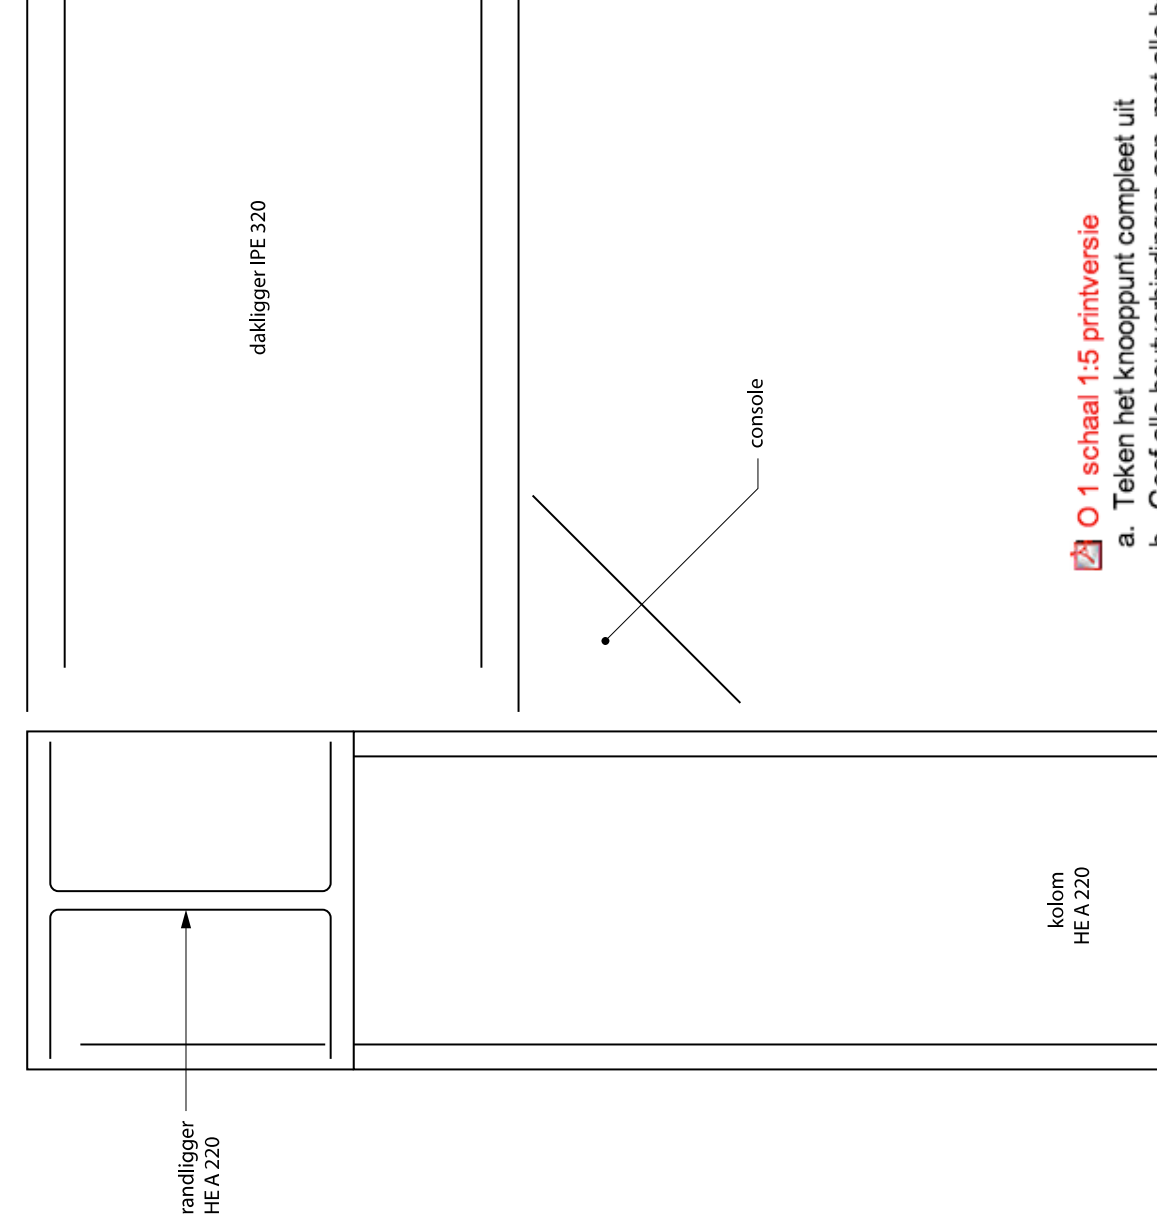 dakligger IPE 320
console
kolom
HE A 220
randligger
HE A 220
O 1 schaal 1:5 printversie
a. Teken het knooppunt compleet uit